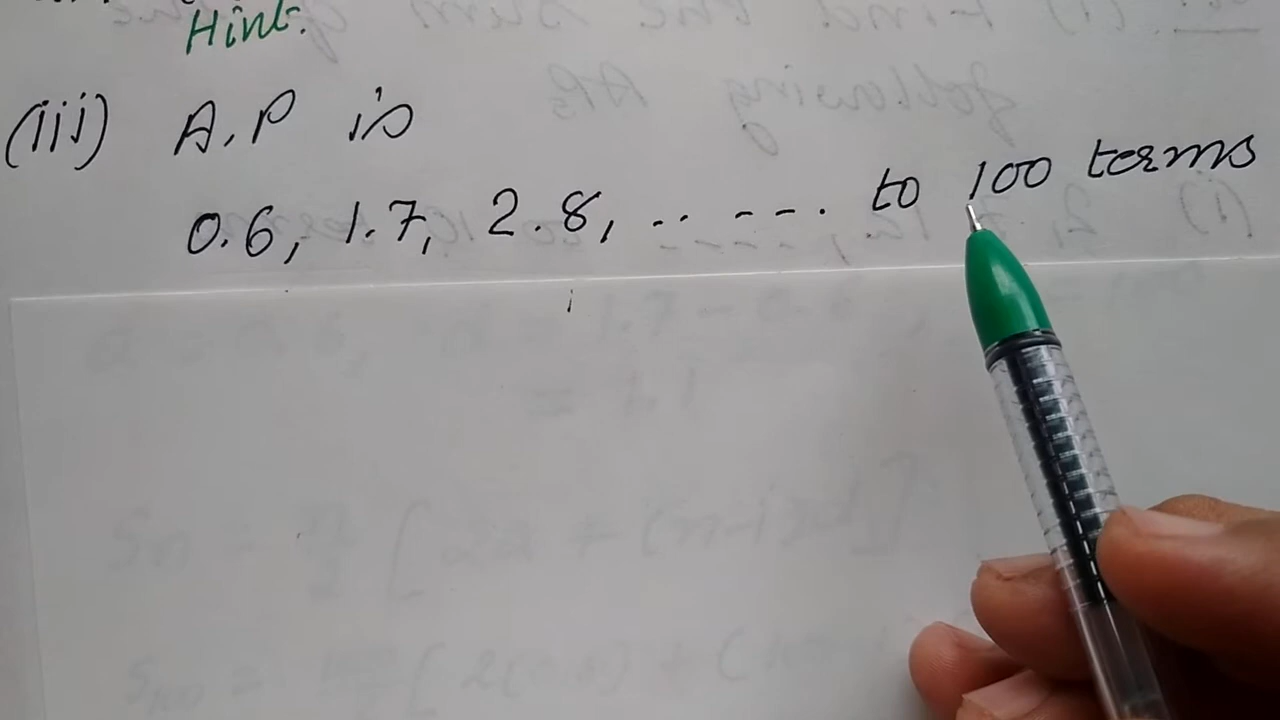 Hint:
(iii) A.P is
0.6, 1.7, 2.8, ....... to 100 terms